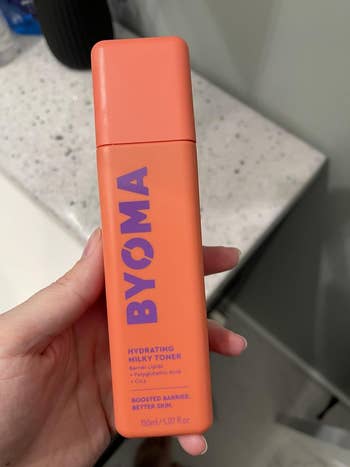 BYOMA
HYDRATING
MILKY TONER
Barrier Lipids
+ Polyglutamic Acid
+ Cica
BOOSTED BARRIER.
BETTER SKIN.
150ml/5.07 fl.oz